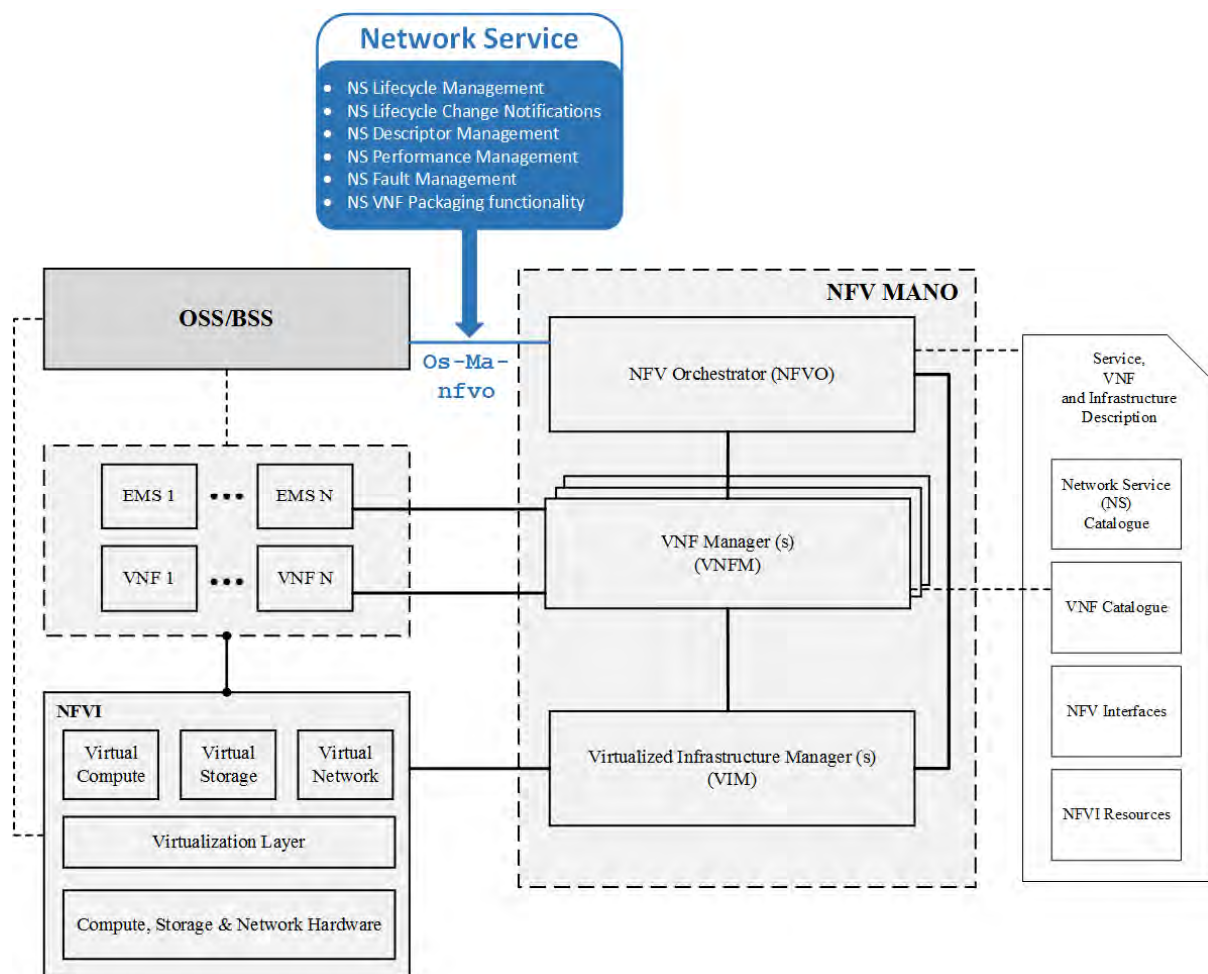 Network Service
• NS Lifecycle Management
• NS Lifecycle Change Notifications
• NS Descriptor Management
• NS Performance Management
• NS Fault Management
• NS VNF Packaging functionality
OSS/BSS
Os-Ma-
nfvo
NFV MANO
NFV Orchestrator (NFVO)
Service,
VNF
and Infrastructure
Description
EMS 1
•••
EMS N
VNF 1
•••
VNF N
VNF Manager (s)
(VNFM)
Network Service
(NS)
Catalogue
VNF Catalogue
NFV Interfaces
NFVI Resources
NFVI
Virtual
Compute
Virtual
Storage
Virtual
Network
Virtualization Layer
Compute, Storage & Network Hardware
Virtualized Infrastructure Manager (s)
(VIM)